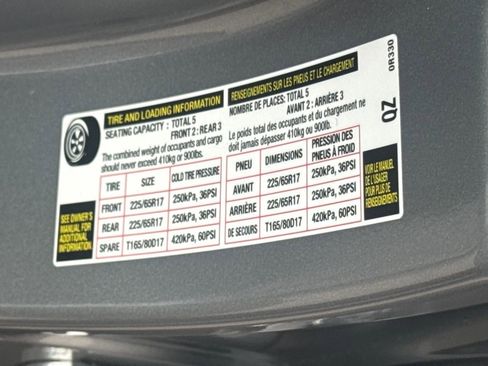 TIRE AND LOADING INFORMATION
SEATING CAPACITY : TOTAL 5
FRONT 2 : REAR 3
The combined weight of occupants and cargo
should never exceed 410kg or 900lbs.
TIRE SIZE COLD TIRE PRESSURE
FRONT 225/65R17 250kPa, 36PSI
REAR 225/65R17 250kPa, 36PSI
SPARE T165/80D17 420kPa, 60PSI
SEE OWNER'S
MANUAL FOR
ADDITIONAL
INFORMATION
RENSEIGNEMENTS SUR LES PNEUS ET LE CHARGEMENT
NOMBRE DE PLACES: TOTAL 5
AVANT 2 : ARRIÈRE 3
Le poids total des occupants et du chargement ne
doit jamais dépasser 410kg ou 900lbs.
PNEU DIMENSIONS PRESSION DES
PNEUS À FROID
AVANT 225/65R17 250kPa, 36PSI
ARRIÈRE 225/65R17 250kPa, 36PSI
DE SECOURS T165/80D17 420kPa, 60PSI
VOIR LE MANUEL
DE L'USAGER
POUR PLUS DE
RENSEIGNEMENTS
QZ
0R330